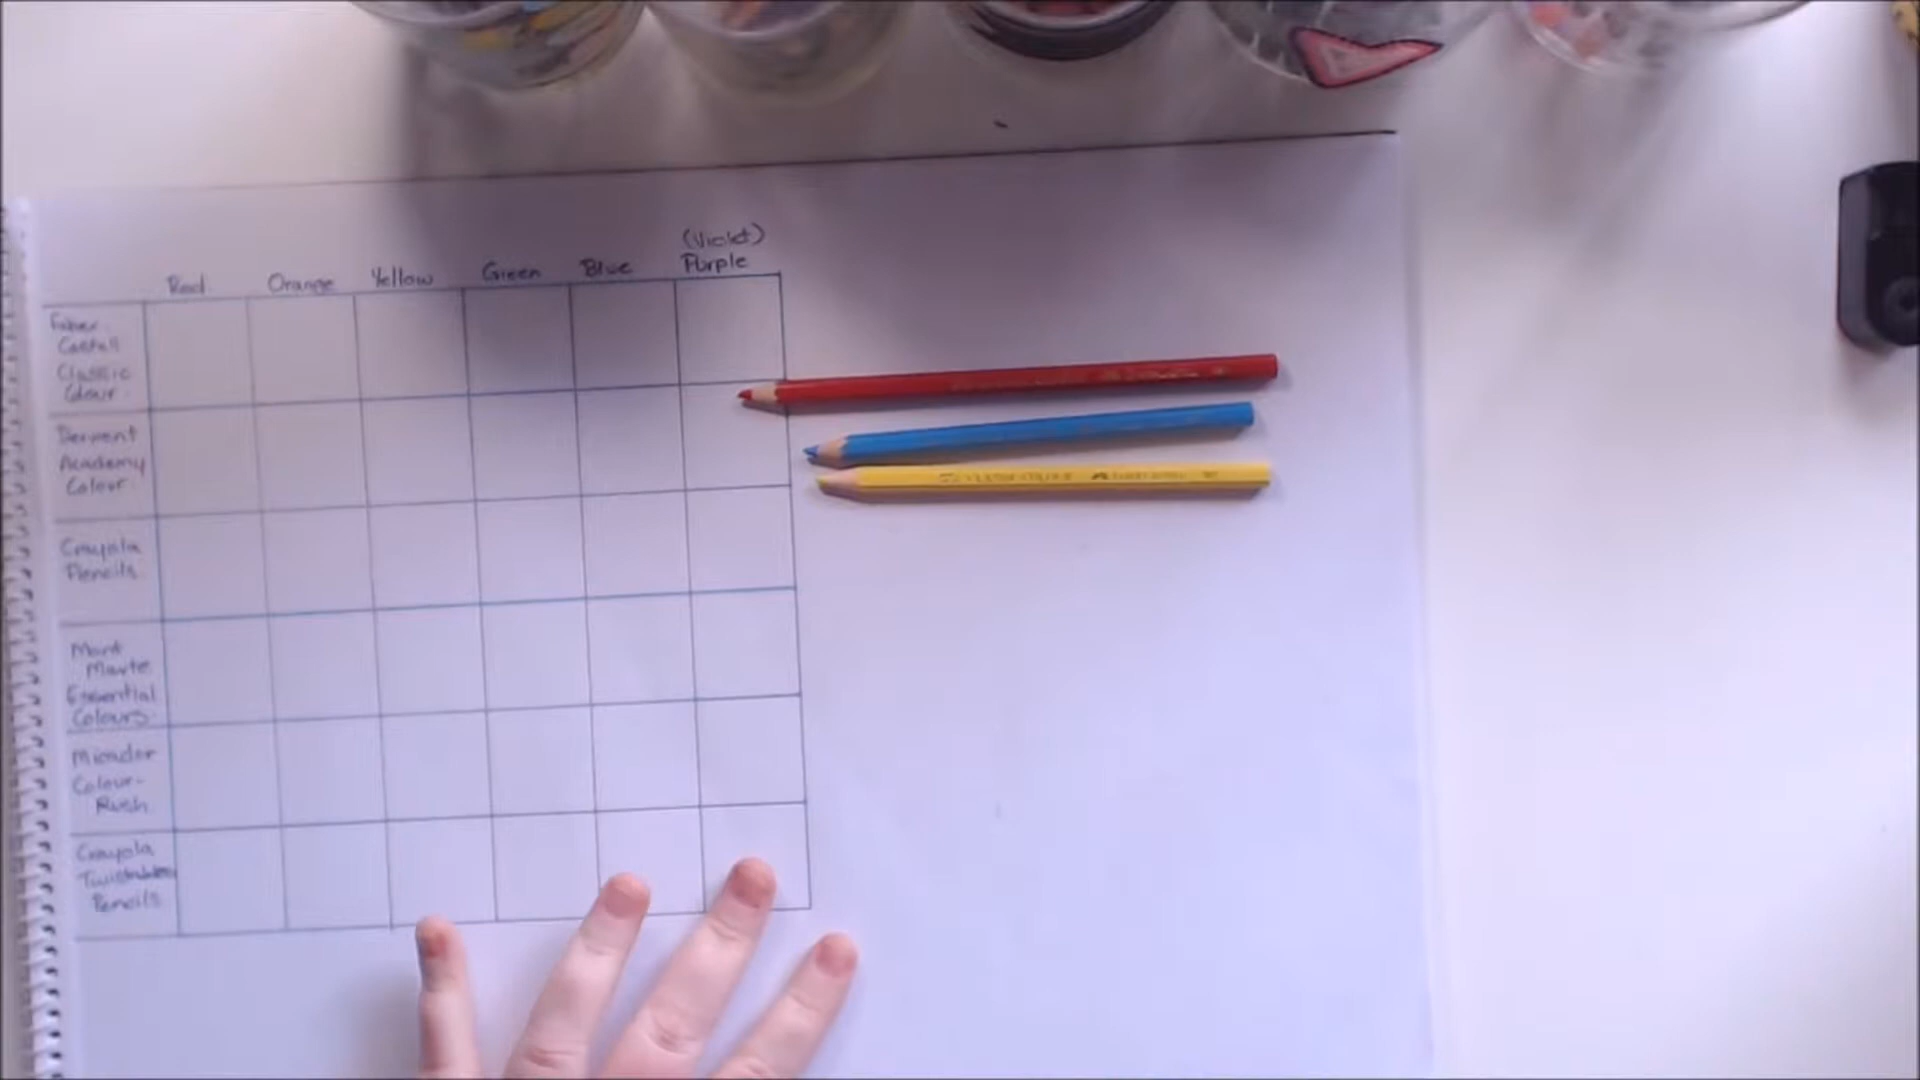 (Violet)
Red Orange Yellow Green Blue Purple
Faber
Castell
Classic
Colour
Derwent
Academy
Colour
Crayola
Pencils
Mont
Marte
Essential
Colours
Micador
Colour-
Rush
Crayola
Twistables
Pencils